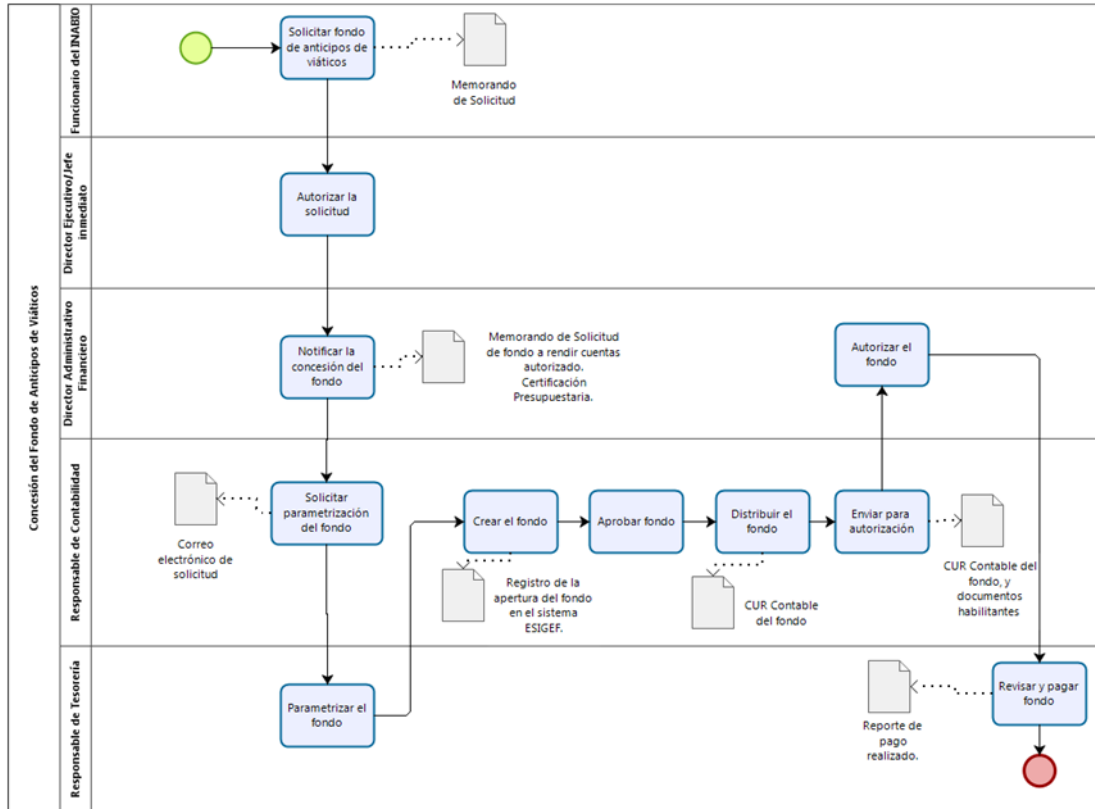 Concesión del Fondo de Anticipos de Viáticos
Funcionario del INABIO
Solicitar fondo
de anticipos de
viáticos
Memorando
de Solicitud
Director Ejecutivo/Jefe
inmediato
Autorizar la
solicitud
Director Administrativo
Financiero
Notificar la
concesión del
fondo
Memorando de Solicitud
de fondo a rendir cuentas
autorizado.
Certificación
Presupuestaria.
Autorizar el
fondo
Responsable de Contabilidad
Correo
electrónico de
solicitud
Solicitar
parametrización
del fondo
Crear el fondo
Registro de la
apertura del fondo
en el sistema
ESIGEF.
Aprobar fondo
Distribuir el
fondo
CUR Contable
del fondo
Enviar para
autorización
CUR Contable del
fondo, y
documentos
habilitantes
Responsable de Tesorería
Parametrizar el
fondo
Reporte de
pago
realizado.
Revisar y pagar
fondo